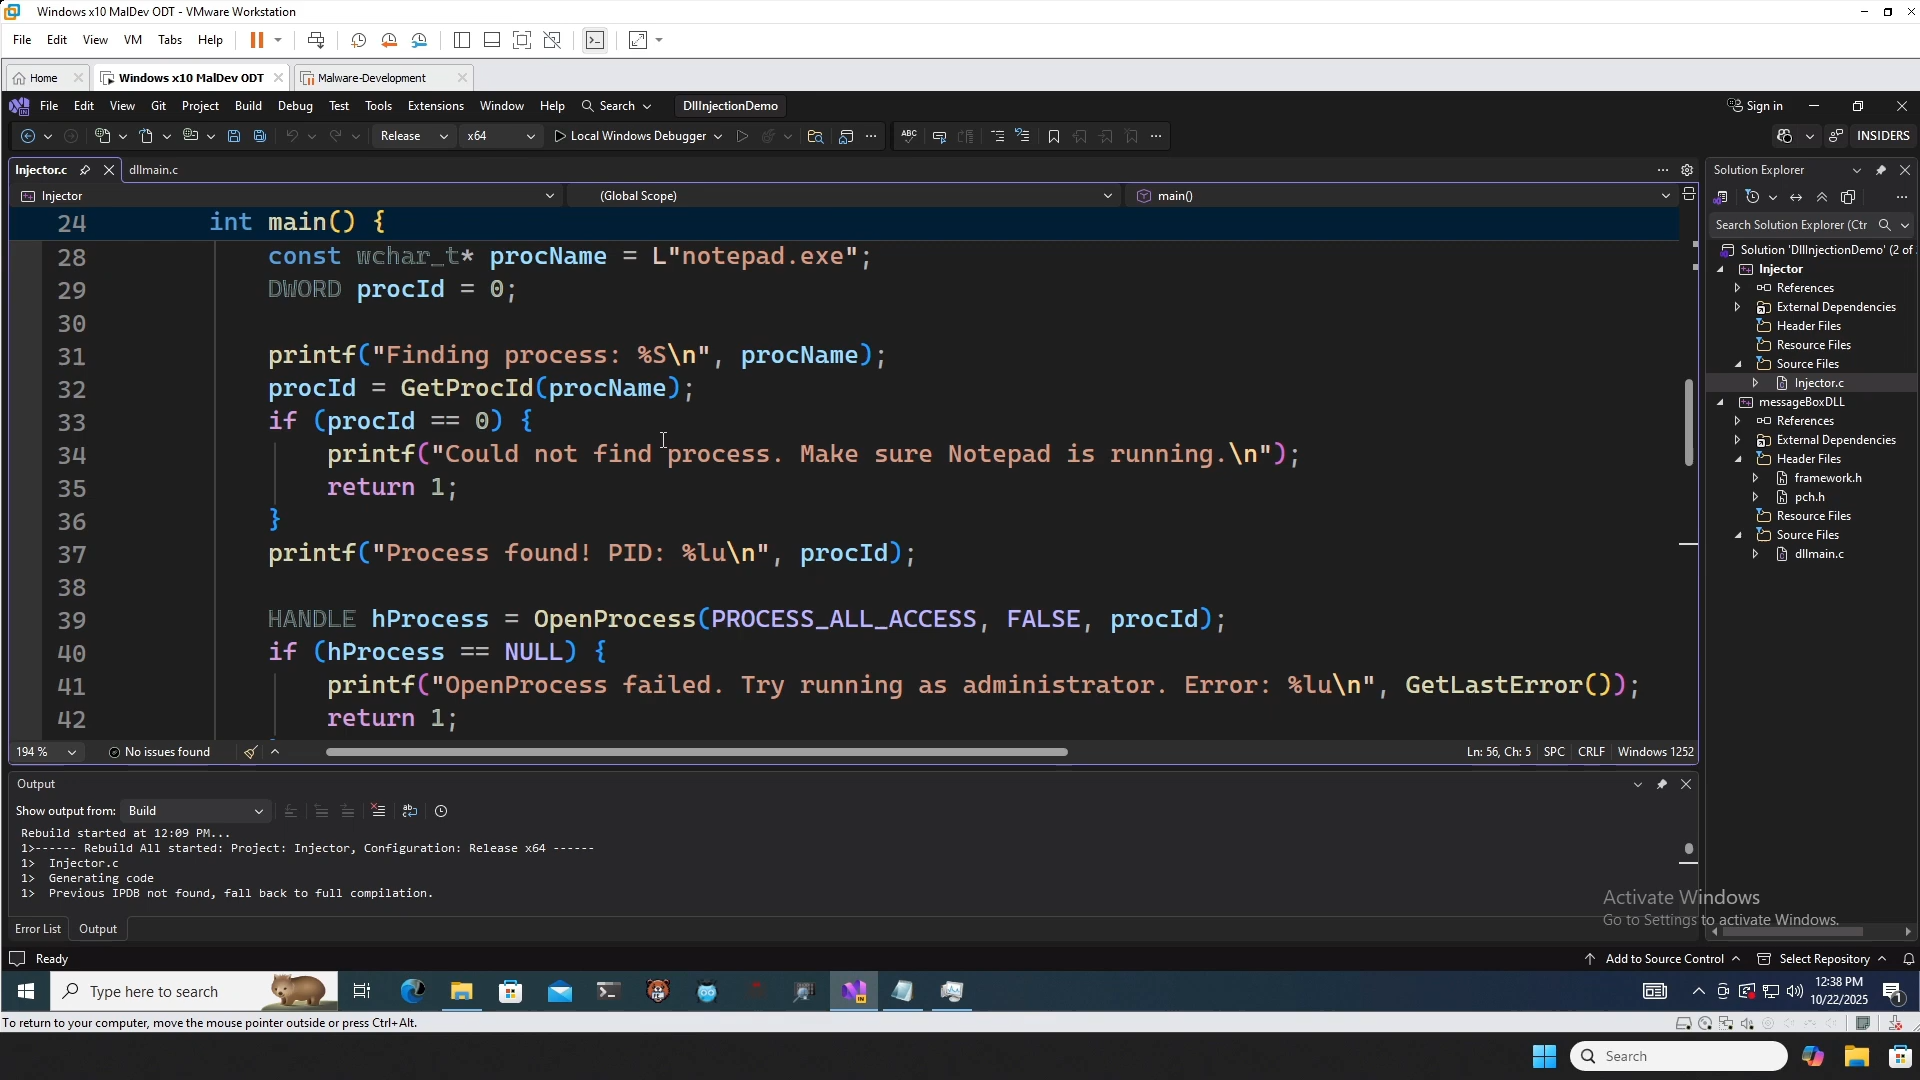 Windows x10 MalDev ODT - VMware Workstation
File Edit View VM Tabs Help
Home Windows x10 MalDev ODT Malware-Development
File Edit View Git Project Build Debug Test Tools Extensions Window Help Search DllInjectionDemo Sign in
Release x64 Local Windows Debugger ABC INSIDERS
Injector.c dllmain.c
Injector (Global Scope) main()
24 int main() {
28 const wchar_t* procName = L"notepad.exe";
29 DWORD procId = 0;
30
31 printf("Finding process: %S\n", procName);
32 procId = GetProcId(procName);
33 if (procId == 0) {
34 printf("Could not find process. Make sure Notepad is running.\n");
35 return 1;
36 }
37 printf("Process found! PID: %lu\n", procId);
38
39 HANDLE hProcess = OpenProcess(PROCESS_ALL_ACCESS, FALSE, procId);
40 if (hProcess == NULL) {
41 printf("OpenProcess failed. Try running as administrator. Error: %lu\n", GetLastError());
42 return 1;
194 % No issues found Ln: 56, Ch: 5 SPC CRLF Windows 1252
Solution Explorer
Search Solution Explorer (Ctr
Solution 'DllInjectionDemo' (2 of
Injector
References
External Dependencies
Header Files
Resource Files
Source Files
Injector.c
messageBoxDLL
References
External Dependencies
Header Files
framework.h
pch.h
Resource Files
Source Files
dllmain.c
Output
Show output from: Build
Rebuild started at 12:09 PM...
1>------ Rebuild All started: Project: Injector, Configuration: Release x64 ------
1> Injector.c
1> Generating code
1> Previous IPDB not found, fall back to full compilation.
Error List Output
Activate Windows
Go to Settings to activate Windows.
Ready Add to Source Control Select Repository
Type here to search
12:38 PM
10/22/2025
1
To return to your computer, move the mouse pointer outside or press Ctrl+Alt.
Search